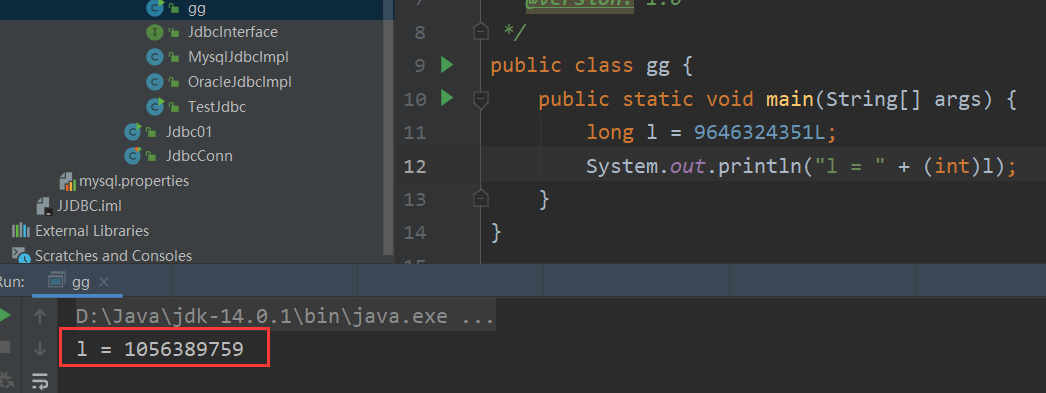 gg
JdbcInterface
MysqlJdbcImpl
OracleJdbcImpl
TestJdbc
Jdbc01
JdbcConn
mysql.properties
JJDBC.iml
External Libraries
Scratches and Consoles
@version: 1.0
8 */
9 public class gg {
10 public static void main(String[] args) {
11 long l = 9646324351L;
12 System.out.println("l = " + (int)l);
13 }
14 }
Run: gg ×
D:\Java\jdk-14.0.1\bin\java.exe ...
l = 1056389759